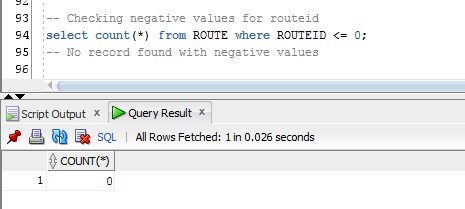 92
93 -- Checking negative values for routeid
94 select count(*) from ROUTE where ROUTEID <= 0;
95 -- No record found with negative values
96
Script Output x Query Result x
SQL | All Rows Fetched: 1 in 0.026 seconds
COUNT(*)
1 0